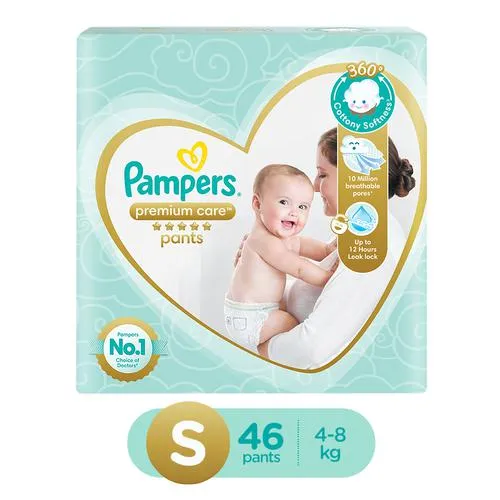 360°
Cottony Softness*
Pampers®
premium care™
pants
10 Million
breathable
pores*
Up to
12 Hours
Leak lock
Pampers
No.1
Choice of
Doctors*
S
46
pants
4-8
kg